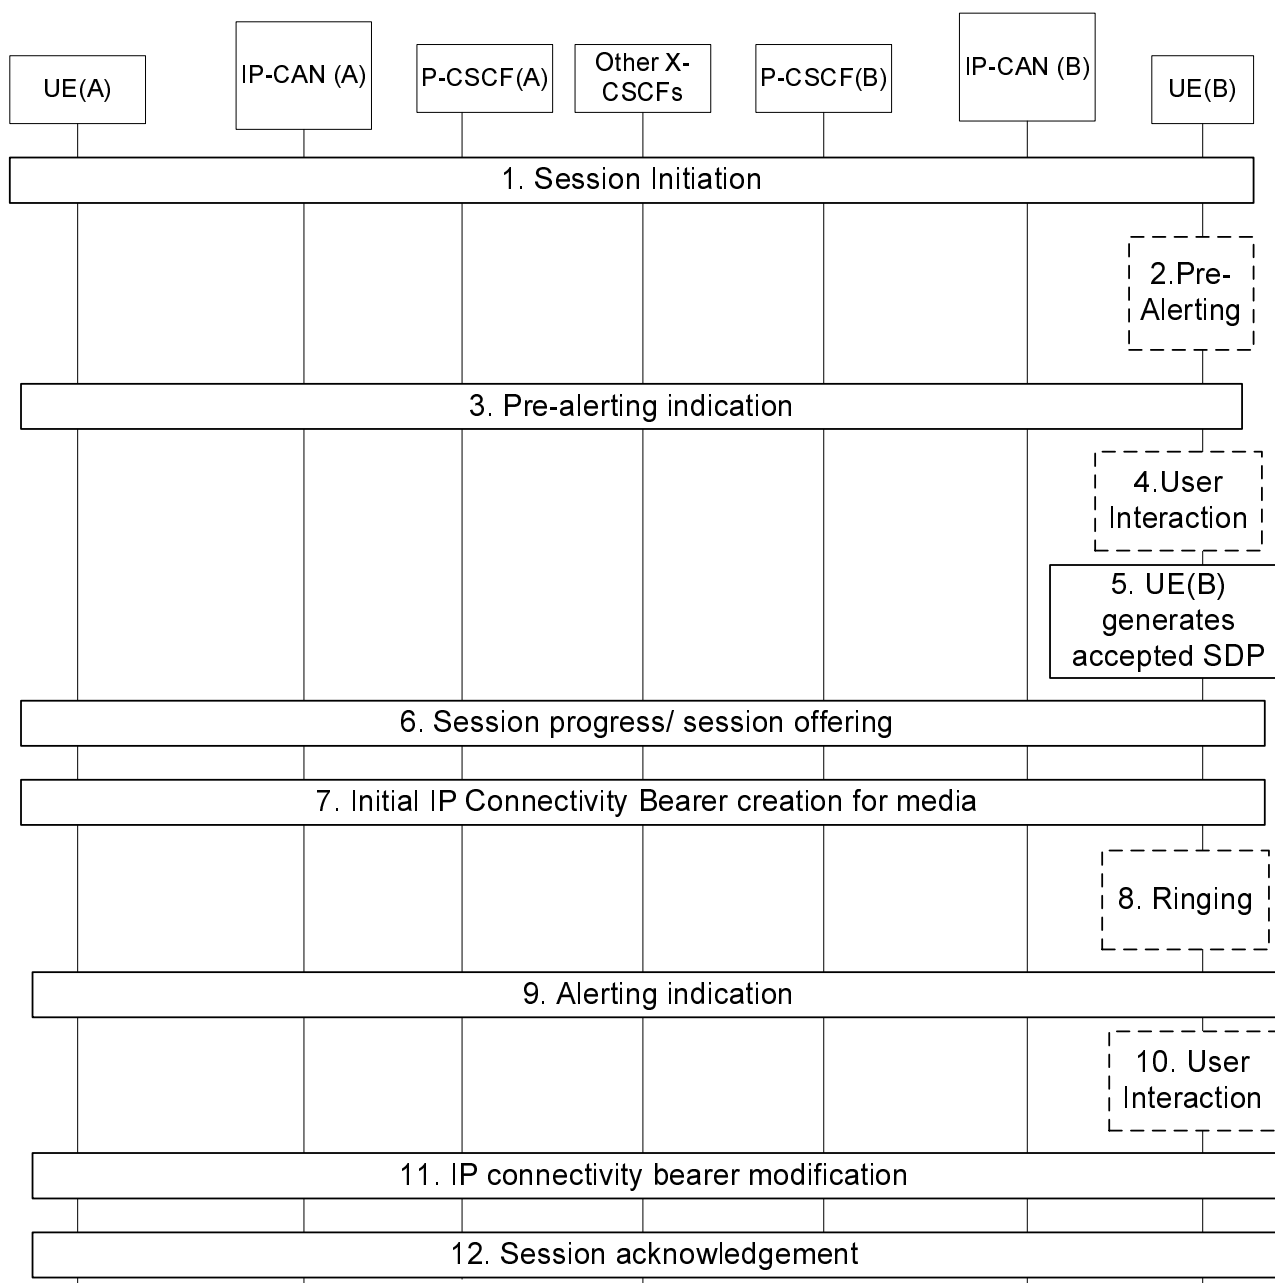 UE(A)
IP-CAN (A)
P-CSCF(A)
Other X-
CSCFs
P-CSCF(B)
IP-CAN (B)
UE(B)
1. Session Initiation
2.Pre-
Alerting
3. Pre-alerting indication
4.User
Interaction
5. UE(B)
generates
accepted SDP
6. Session progress/ session offering
7. Initial IP Connectivity Bearer creation for media
8. Ringing
9. Alerting indication
10. User
Interaction
11. IP connectivity bearer modification
12. Session acknowledgement